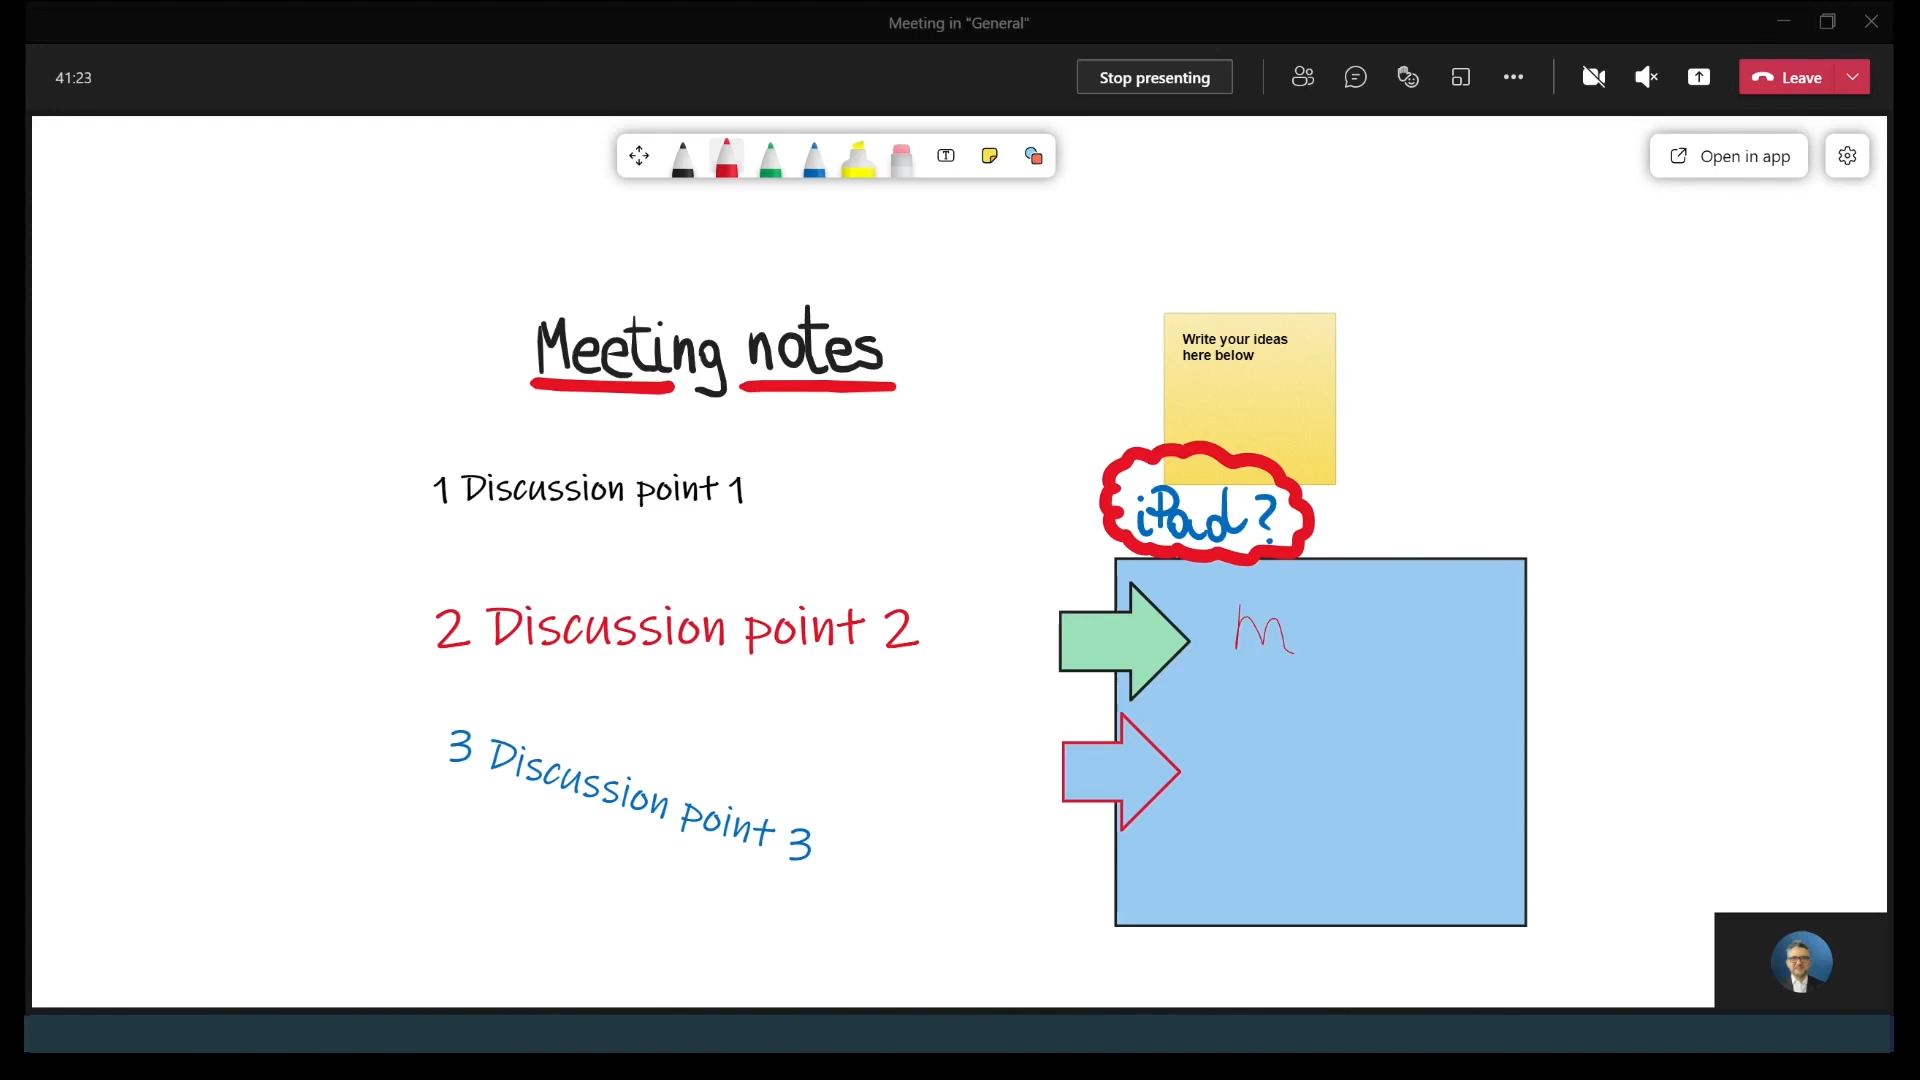 Meeting in "General"
41:23
Stop presenting
Leave
Open in app
Meeting notes
Write your ideas
here below
1 Discussion point 1
iPad?
2 Discussion point 2
m
3 Discussion point 3